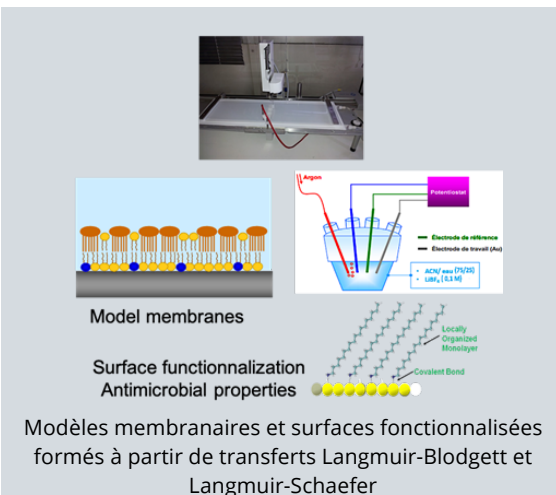 Argon
Potentiostat
Électrode de référence
Électrode de travail (Au)
• ACN/ eau (75/25)
• LiBF₄ ( 0,1 M)
Model membranes
Locally
Organized
Monolayer
Covalent Bond
Surface functionnalization
Antimicrobial properties
Modèles membranaires et surfaces fonctionnalisées
formés à partir de transferts Langmuir-Blodgett et
Langmuir-Schaefer